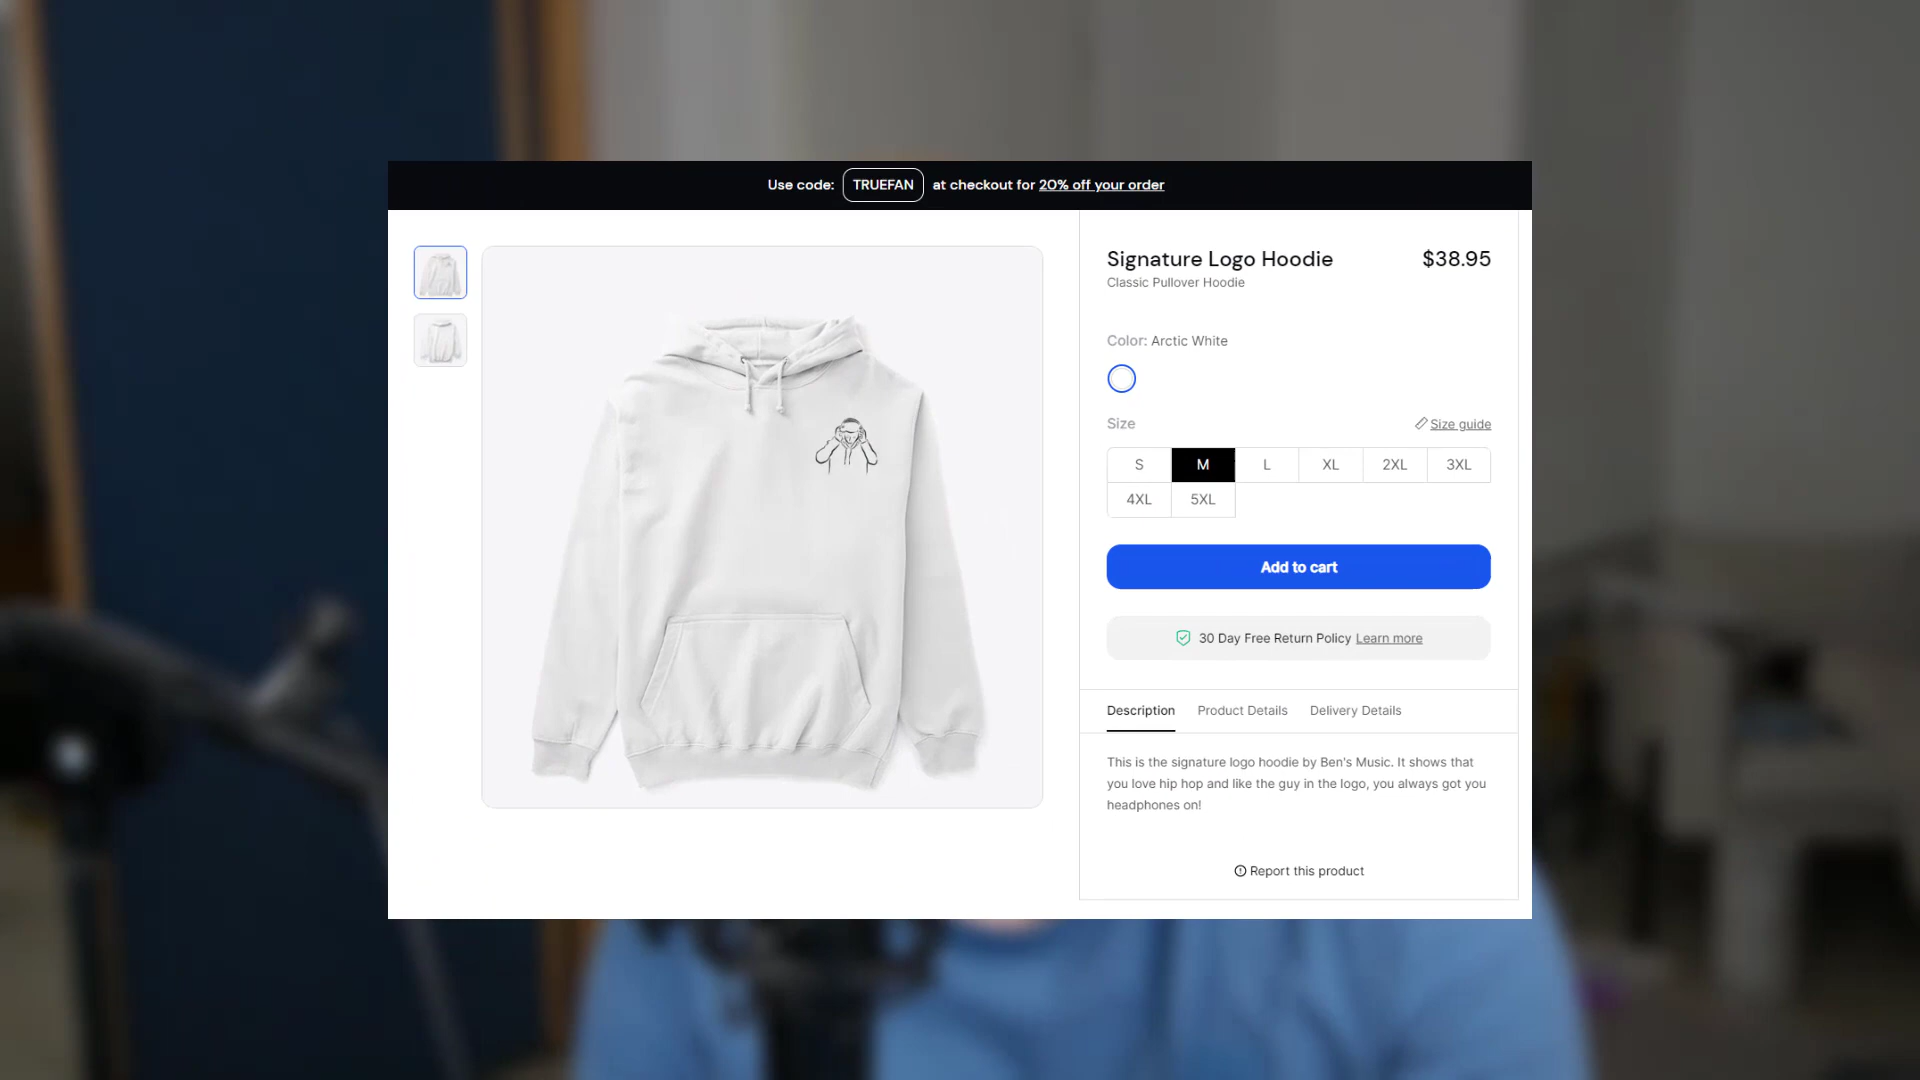 Use code: TRUEFAN at checkout for 20% off your order
Signature Logo Hoodie $38.95
Classic Pullover Hoodie
Color: Arctic White
Size Size guide
S M L XL 2XL 3XL
4XL 5XL
Add to cart
30 Day Free Return Policy Learn more
Description Product Details Delivery Details
This is the signature logo hoodie by Ben's Music. It shows that
you love hip hop and like the guy in the logo, you always got you
headphones on!
Report this product